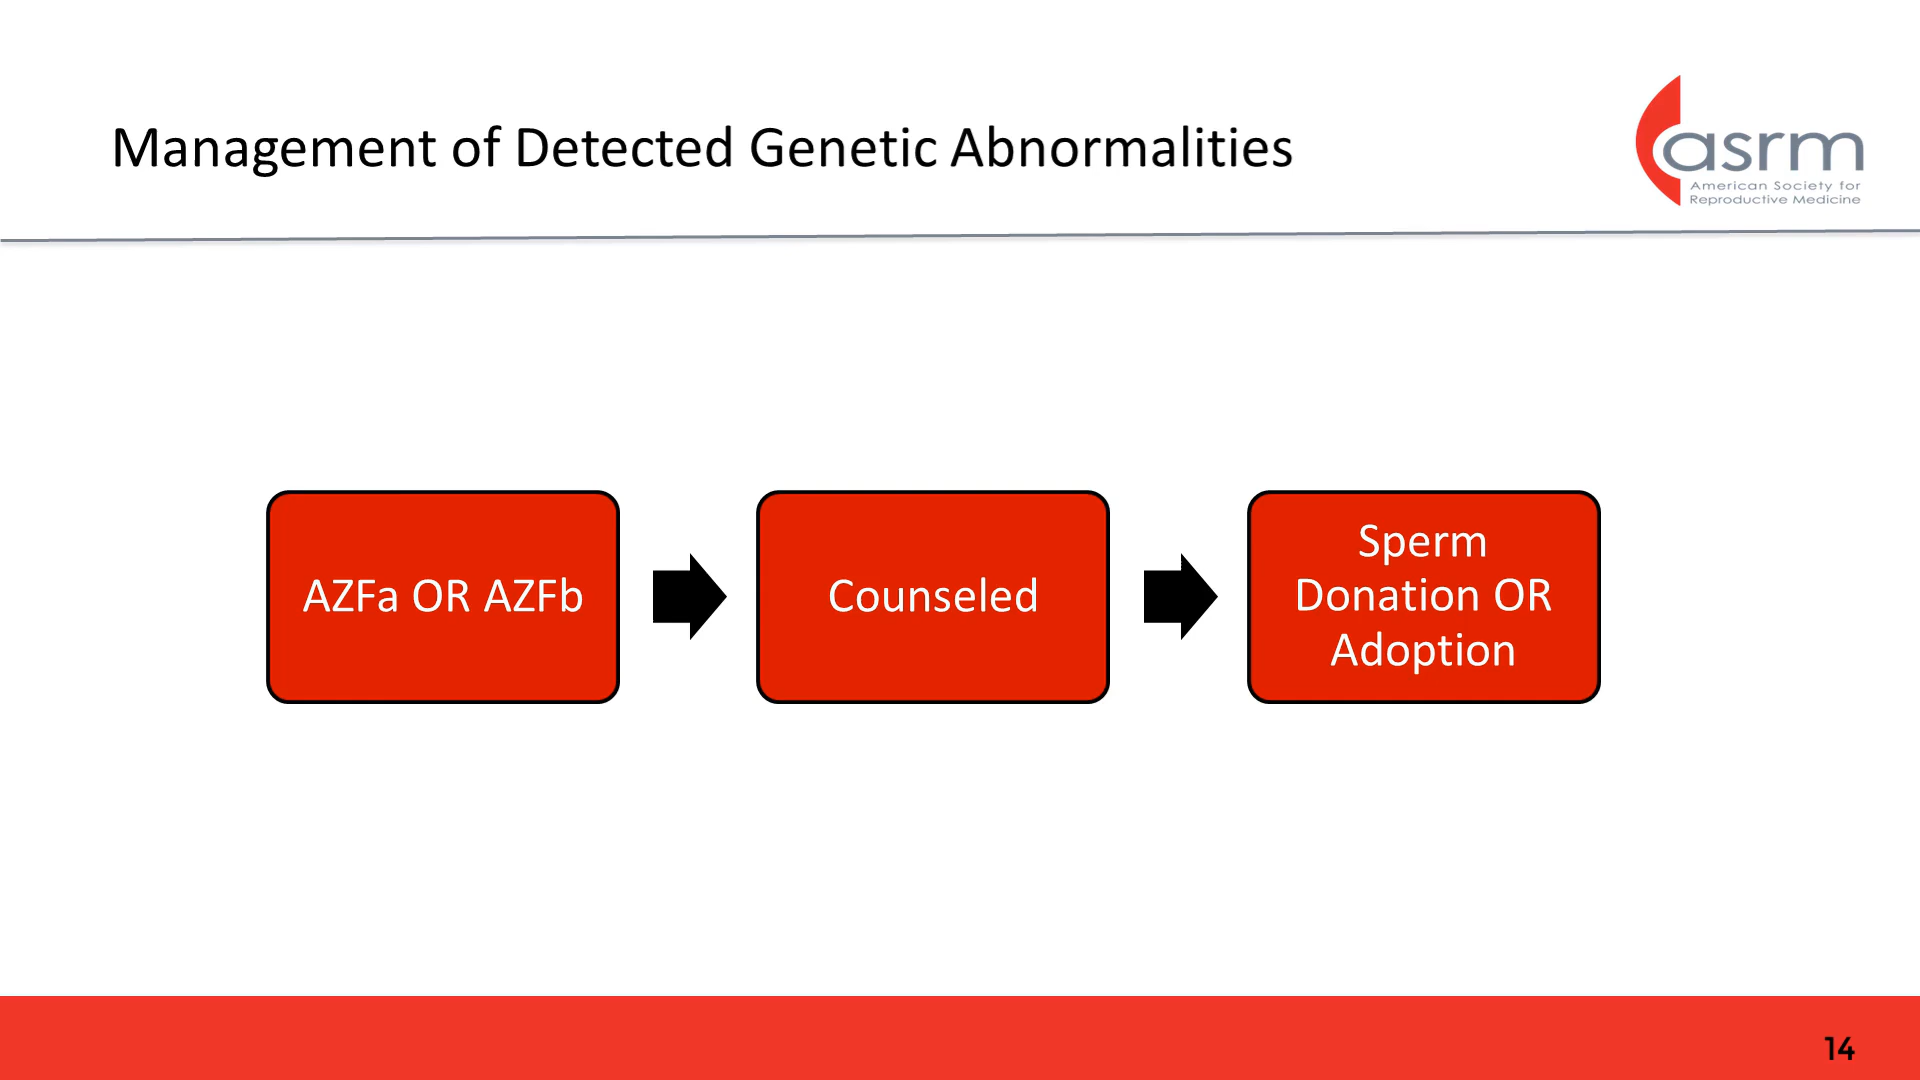 Management of Detected Genetic Abnormalities
asrm
American Society for
Reproductive Medicine
AZFa OR AZFb
Counseled
Sperm
Donation OR
Adoption
14